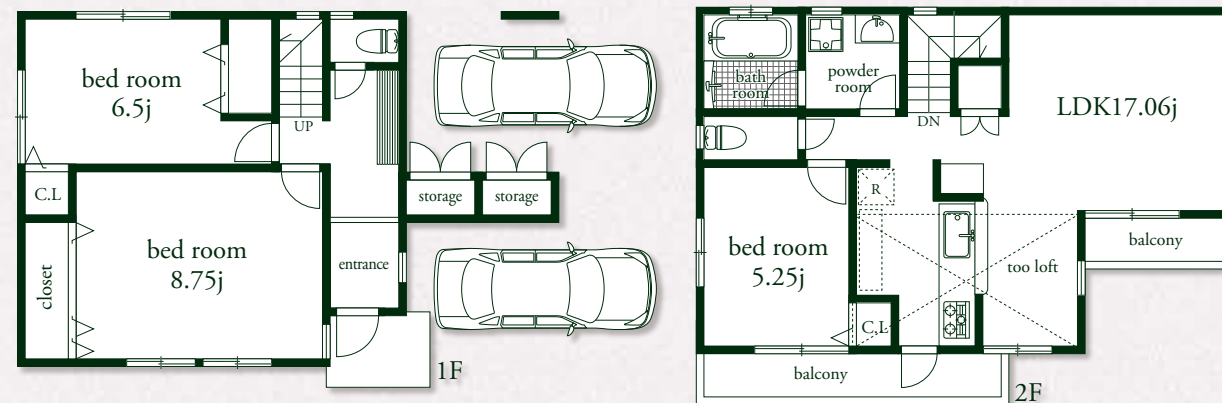 bed room
6.5j
UP
C.L
storage
storage
bed room
8.75j
closet
entrance
1F
bath
room
powder
room
DN
LDK17.06j
R
bed room
5.25j
too loft
balcony
C,L
balcony
2F